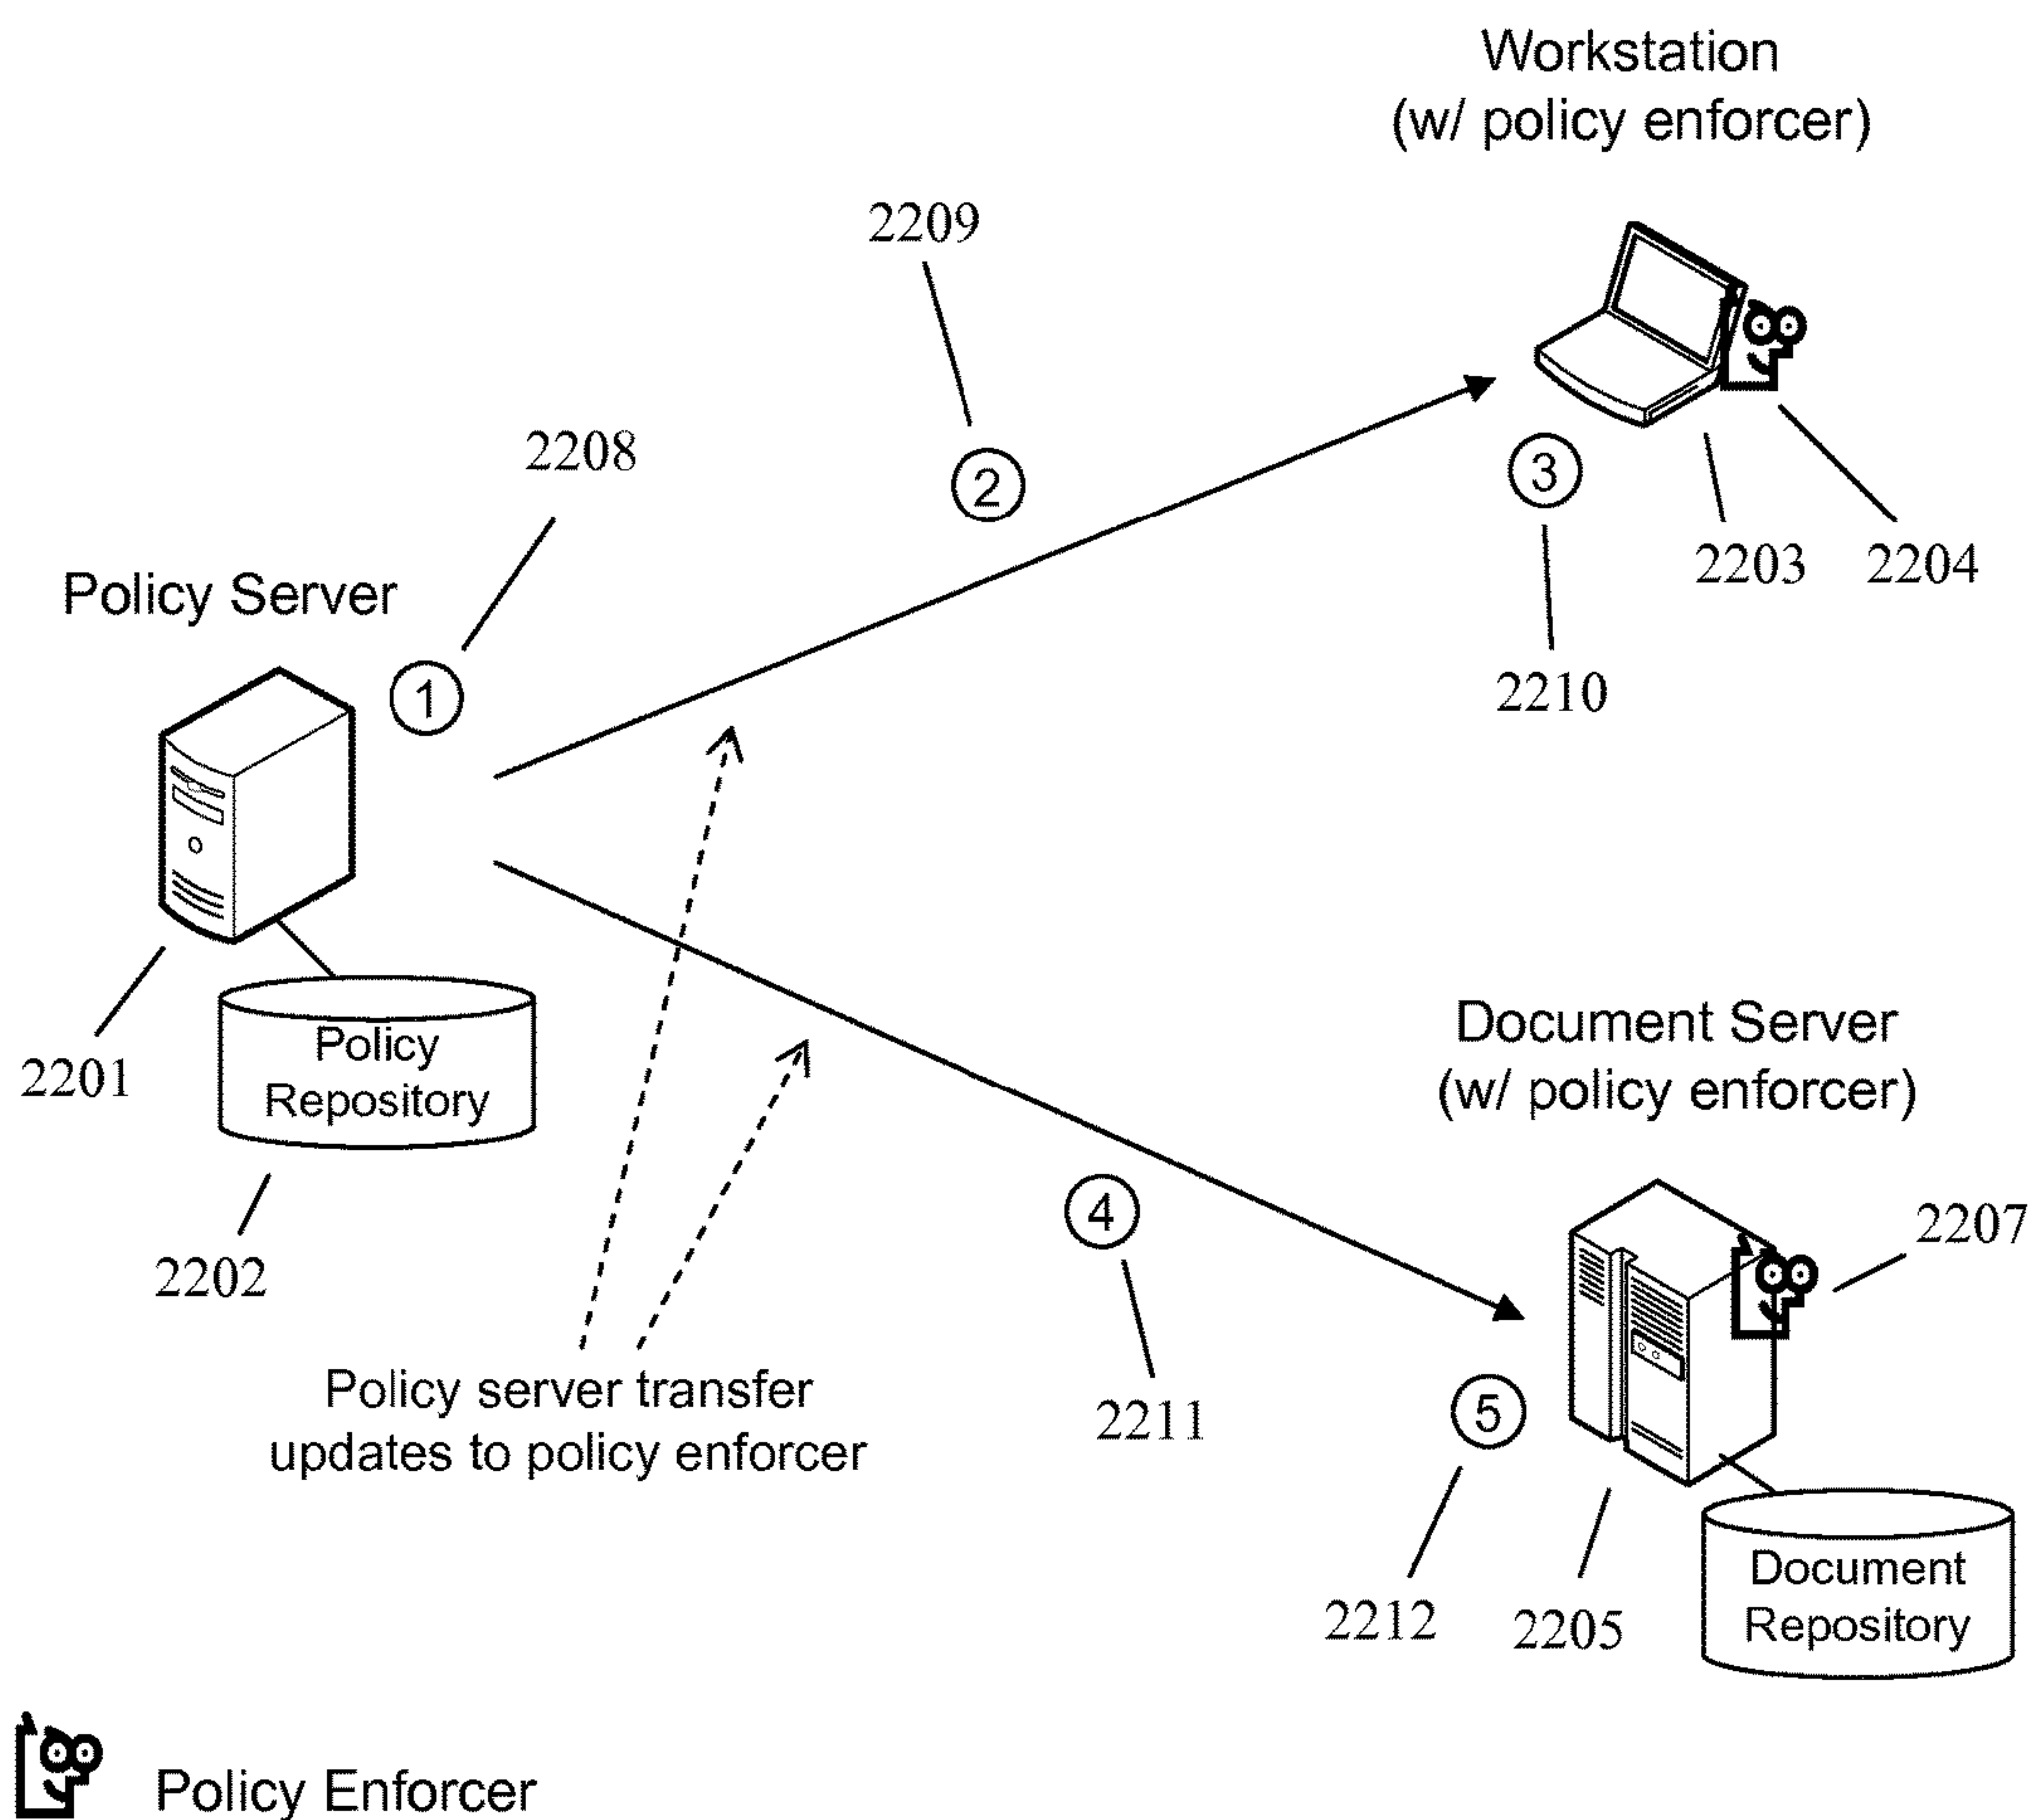 Workstation
(w/ policy enforcer)
2209
2208
2
3
2203
2204
Policy Server
1
2210
Policy
Repository
2201
2202
Document Server
(w/ policy enforcer)
4
2207
Policy server transfer
updates to policy enforcer
2211
5
2212
2205
Document
Repository
Policy Enforcer